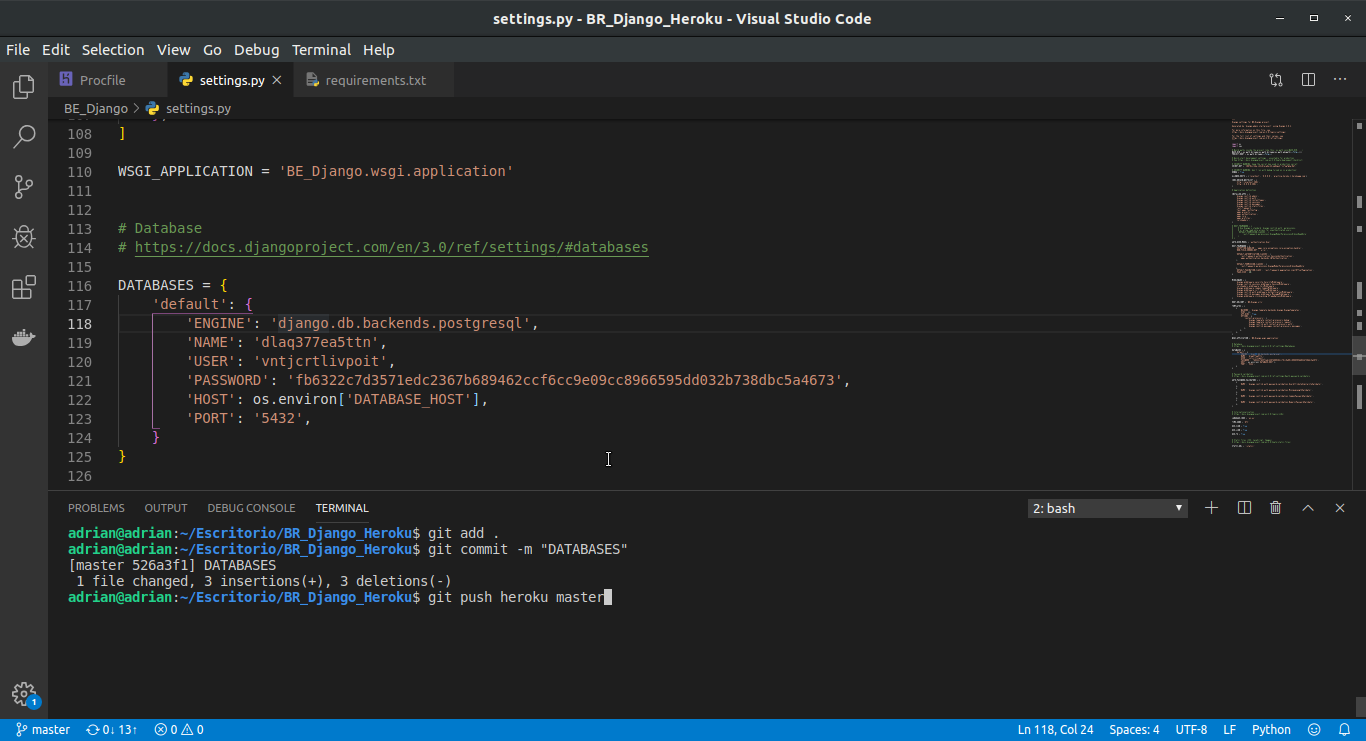 settings.py - BR_Django_Heroku - Visual Studio Code
File Edit Selection View Go Debug Terminal Help
Procfile settings.py requirements.txt
BE_Django > settings.py
108 ]
109
110 WSGI_APPLICATION = 'BE_Django.wsgi.application'
111
112
113 # Database
114 # https://docs.djangoproject.com/en/3.0/ref/settings/#databases
115
116 DATABASES = {
117 'default': {
118 'ENGINE': 'django.db.backends.postgresql',
119 'NAME': 'dlaq377ea5ttn',
120 'USER': 'vntjcrtlivpoit',
121 'PASSWORD': 'fb6322c7d3571edc2367b689462ccf6cc9e09cc8966595dd032b738dbc5a4673',
122 'HOST': os.environ['DATABASE_HOST'],
123 'PORT': '5432',
124 }
125 }
126
PROBLEMS OUTPUT DEBUG CONSOLE TERMINAL 2: bash
adrian@adrian:~/Escritorio/BR_Django_Heroku$ git add .
adrian@adrian:~/Escritorio/BR_Django_Heroku$ git commit -m "DATABASES"
[master 526a3f1] DATABASES
1 file changed, 3 insertions(+), 3 deletions(-)
adrian@adrian:~/Escritorio/BR_Django_Heroku$ git push heroku master
1
master 0↓ 13↑ 0 0 Ln 118, Col 24 Spaces: 4 UTF-8 LF Python